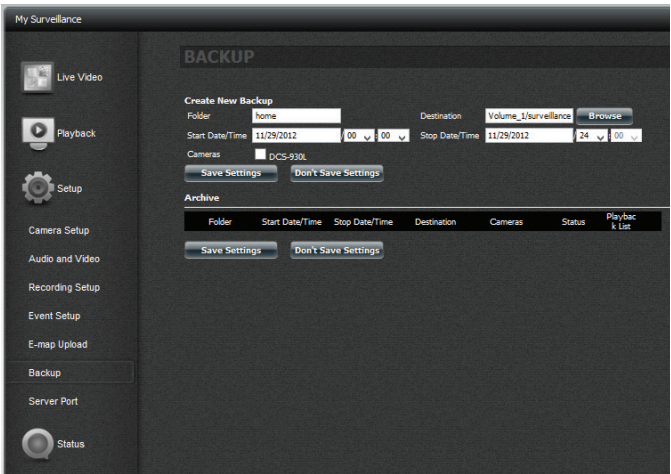 My Surveillance
Live Video
Playback
Setup
Camera Setup
Audio and Video
Recording Setup
Event Setup
E-map Upload
Backup
Server Port
Status
BACKUP
Create New Backup
Folder home Destination Volume_1/surveillance Browse
Start Date/Time 11/29/2012 / 00 : 00 Stop Date/Time 11/29/2012 / 24 : 00
Cameras DCS-930L
Save Settings Don't Save Settings
Archive
Folder Start Date/Time Stop Date/Time Destination Cameras Status Playbac
k List
Save Settings Don't Save Settings